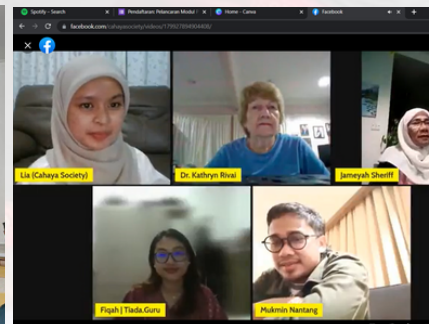 Spotify – Search
Pendaftaran Pelancaran Modul
Home - Canva
Facebook
facebook.com/cahayasociety/videos/179927894904408/
Lia (Cahaya Society)
Dr. Kathryn Rivai
Jameyah Sheriff
Fiqah | Tiada.Guru
Mukmin Nantang